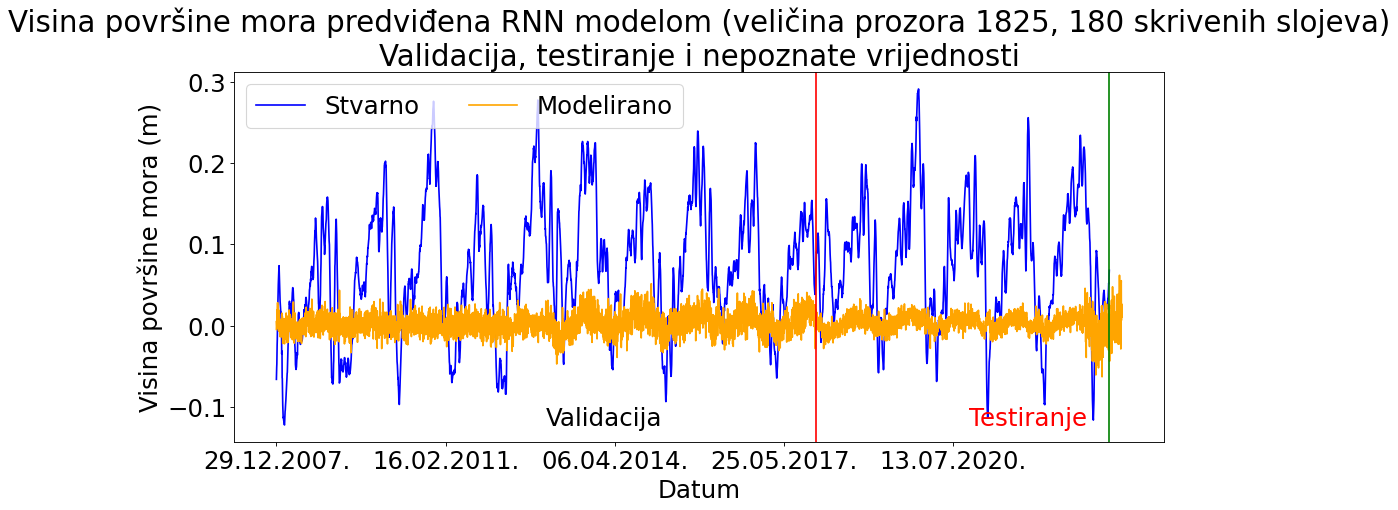 Visina površine mora predviđena RNN modelom (veličina prozora 1825, 180 skrivenih slojeva)
Validacija, testiranje i nepoznate vrijednosti
Stvarno
Modelirano
Visina površine mora (m)
0.3
0.2
0.1
0.0
−0.1
Validacija
Testiranje
29.12.2007.
16.02.2011.
06.04.2014.
25.05.2017.
13.07.2020.
Datum